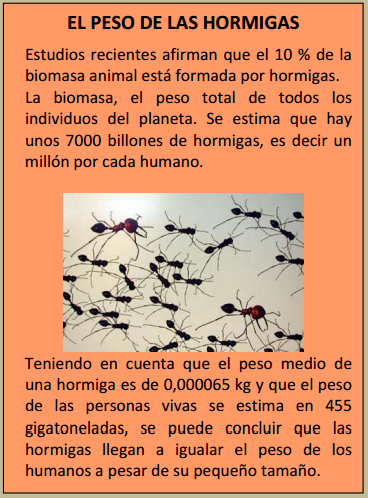 EL PESO DE LAS HORMIGAS
Estudios recientes afirman que el 10 % de la
biomasa animal está formada por hormigas.
La biomasa, el peso total de todos los
individuos del planeta. Se estima que hay
unos 7000 billones de hormigas, es decir un
millón por cada humano.
Teniendo en cuenta que el peso medio de
una hormiga es de 0,000065 kg y que el peso
de las personas vivas se estima en 455
gigatoneladas, se puede concluir que las
hormigas llegan a igualar el peso de los
humanos a pesar de su pequeño tamaño.